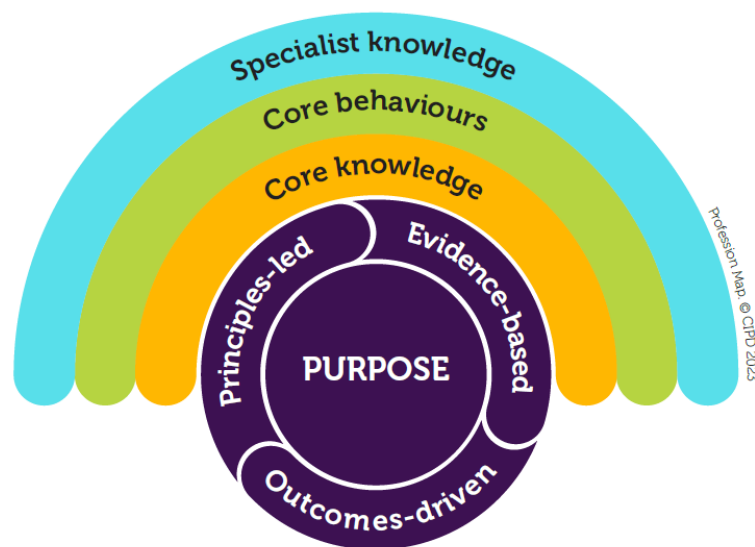 Specialist knowledge
Core behaviours
Core knowledge
Principles-led
Evidence-based
PURPOSE
Outcomes-driven
Profession Map. © CIPD 2023